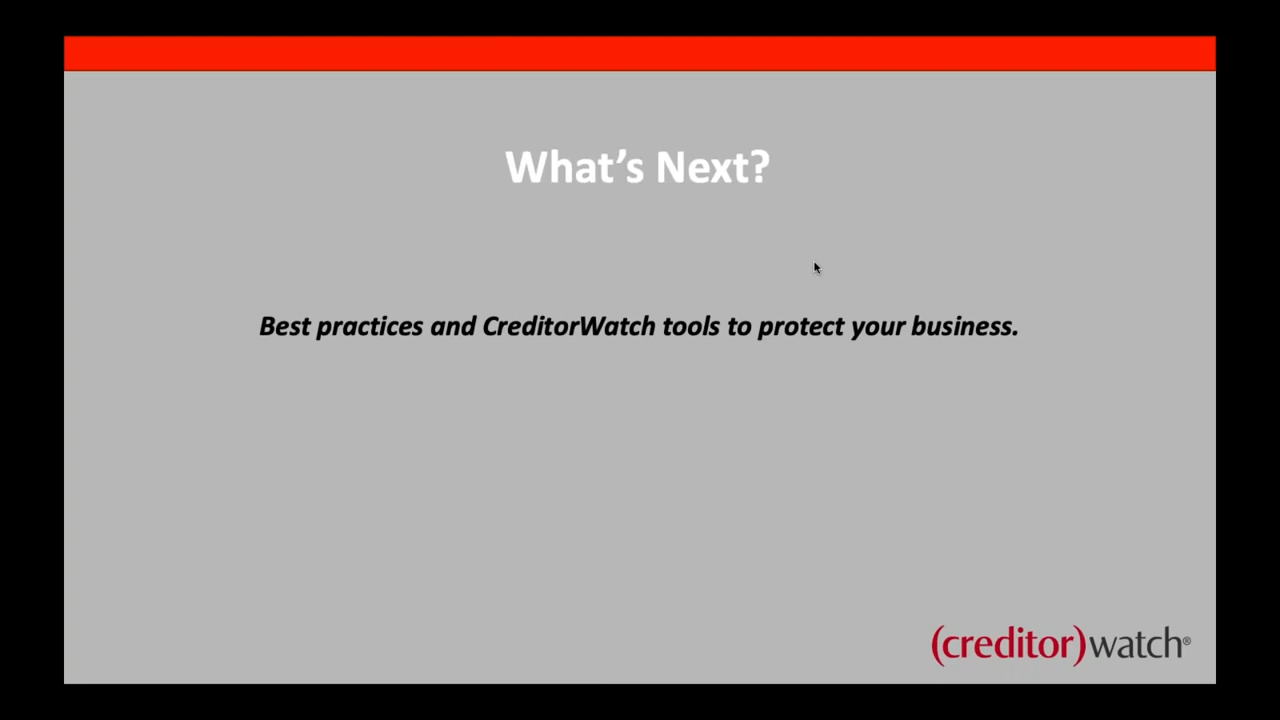 What’s Next?
Best practices and CreditorWatch tools to protect your business.
(creditor)watch®